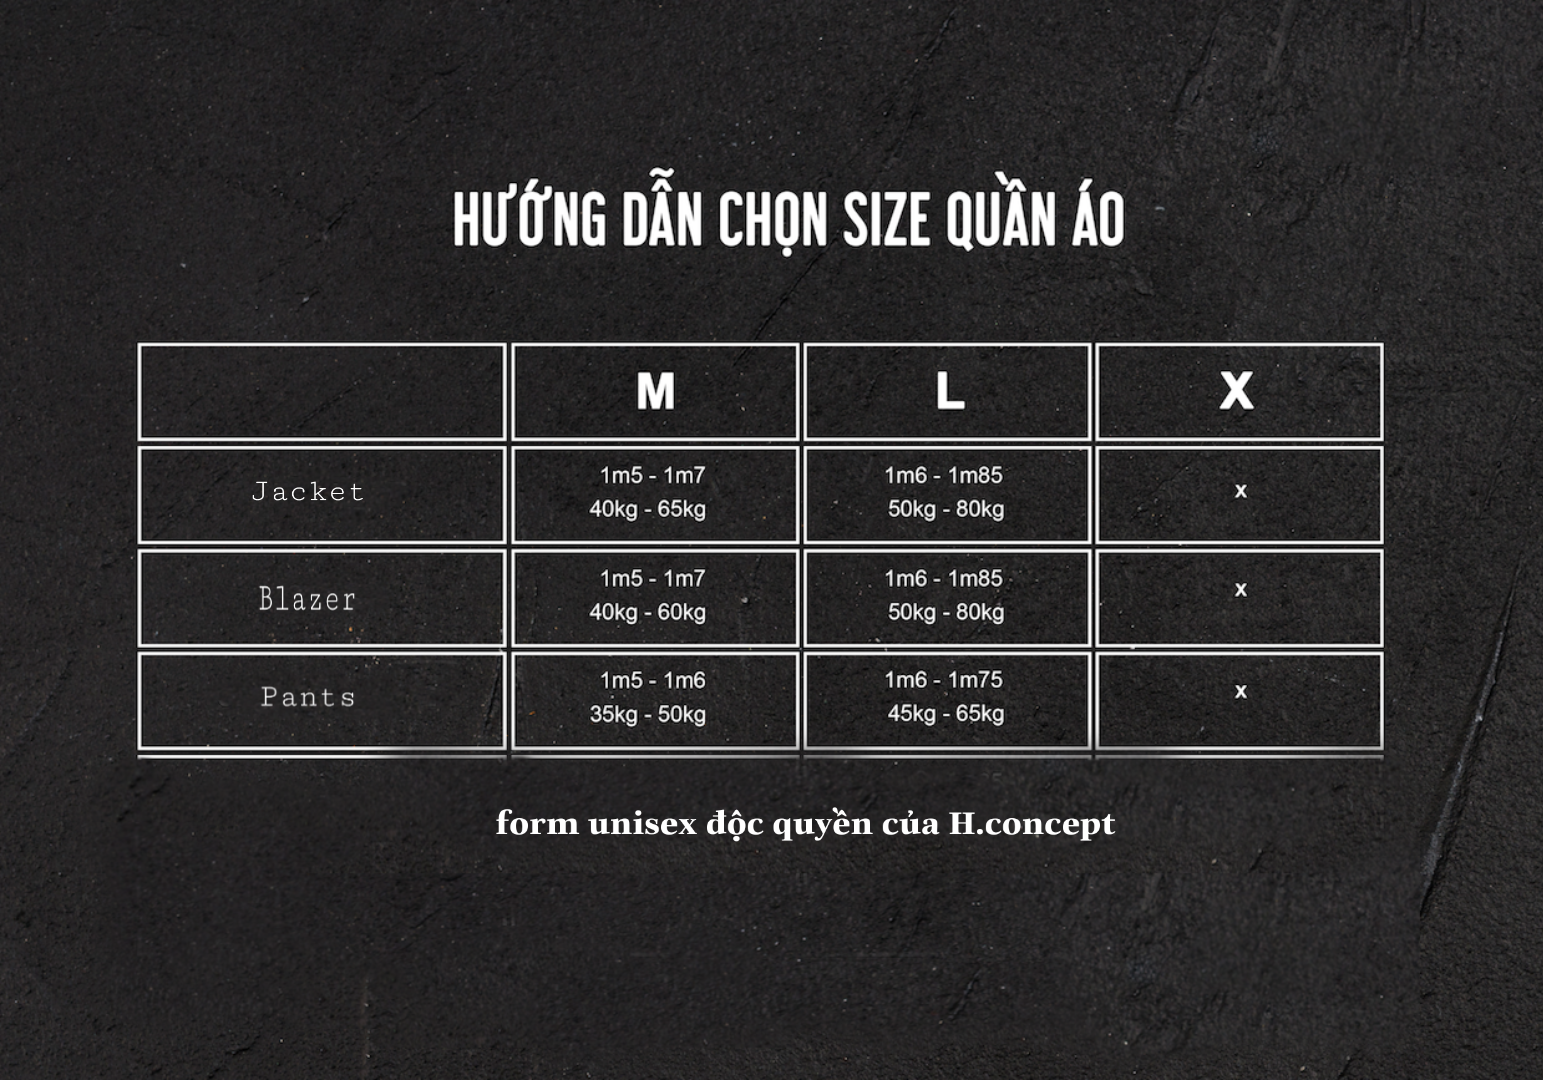 HƯỚNG DẪN CHỌN SIZE QUẦN ÁO
M L X
Jacket
1m5 - 1m7
40kg - 65kg
1m6 - 1m85
50kg - 80kg
x
Blazer
1m5 - 1m7
40kg - 60kg
1m6 - 1m85
50kg - 80kg
x
Pants
1m5 - 1m6
35kg - 50kg
1m6 - 1m75
45kg - 65kg
x
form unisex độc quyền của H.concept